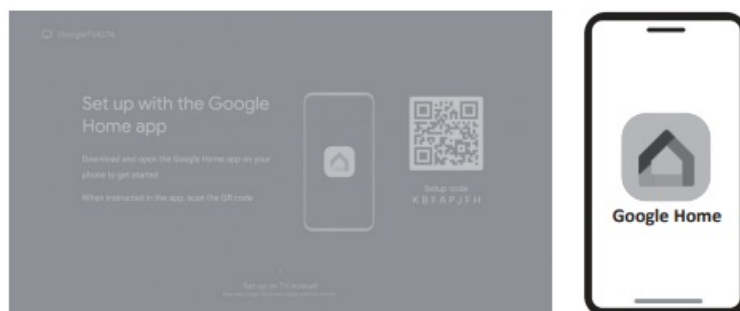 GoogleTV4174
Set up with the Google
Home app
Download and open the Google Home app on your
phone to get started
When instructed in the app, scan the QR code
Setup code
KBFAPJFH
Set up on TV instead
Google Home